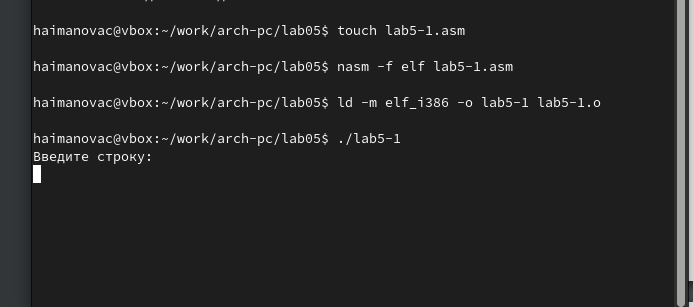 haimanovac@vbox:~/work/arch-pc/lab05$ touch lab5-1.asm
haimanovac@vbox:~/work/arch-pc/lab05$ nasm -f elf lab5-1.asm
haimanovac@vbox:~/work/arch-pc/lab05$ ld -m elf_i386 -o lab5-1 lab5-1.o
haimanovac@vbox:~/work/arch-pc/lab05$ ./lab5-1
Введите строку: